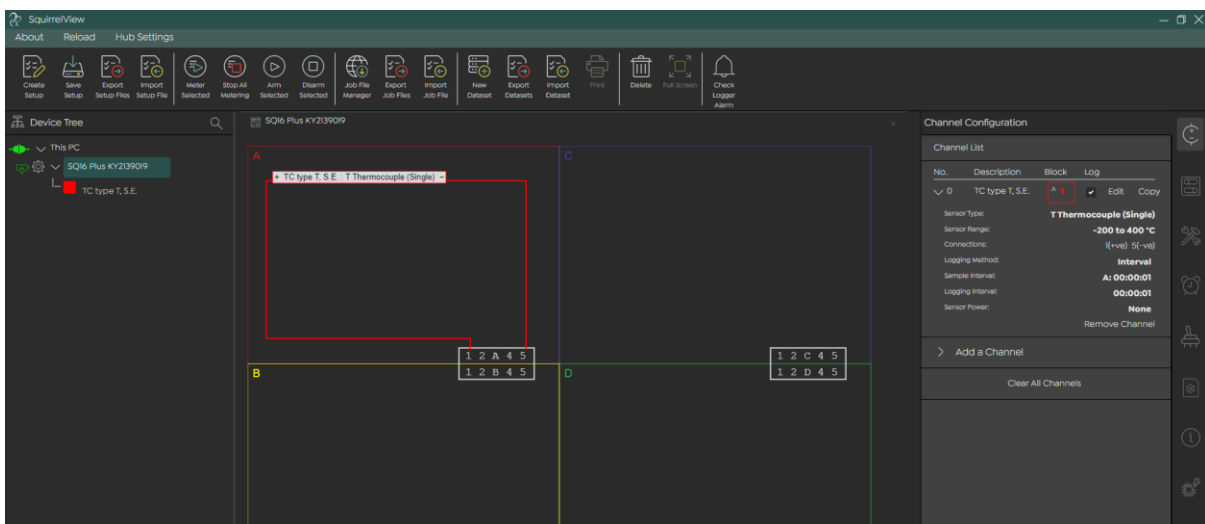 SquirrelView
About Reload Hub Settings
Create Setup
Save Setup
Export Setup Files
Import Setup File
Meter Selected
Stop All Metering
Arm Selected
Disarm Selected
Job File Manager
Export Job Files
Import Job File
New Dataset
Export Datasets
Import Dataset
Print
Delete
Full Screen
Check Logger Alarm
Device Tree
This PC
SQ16 Plus KY2139019
TC type T, S.E.
SQ16 Plus KY2139019
A
+ TC type T, S.E. : T Thermocouple (Single) -
1 2 A 4 5
C
1 2 C 4 5
B
1 2 B 4 5
D
1 2 D 4 5
Channel Configuration
Channel List
No. Description Block Log
0 TC type T, S.E. A 1 Edit Copy
Sensor Type: T Thermocouple (Single)
Sensor Range: -200 to 400 °C
Connections: 1(+ve) 5(-ve)
Logging Method: Interval
Sample Interval: A: 00:00:01
Logging Interval: 00:00:01
Sensor Power: None
Remove Channel
Add a Channel
Clear All Channels